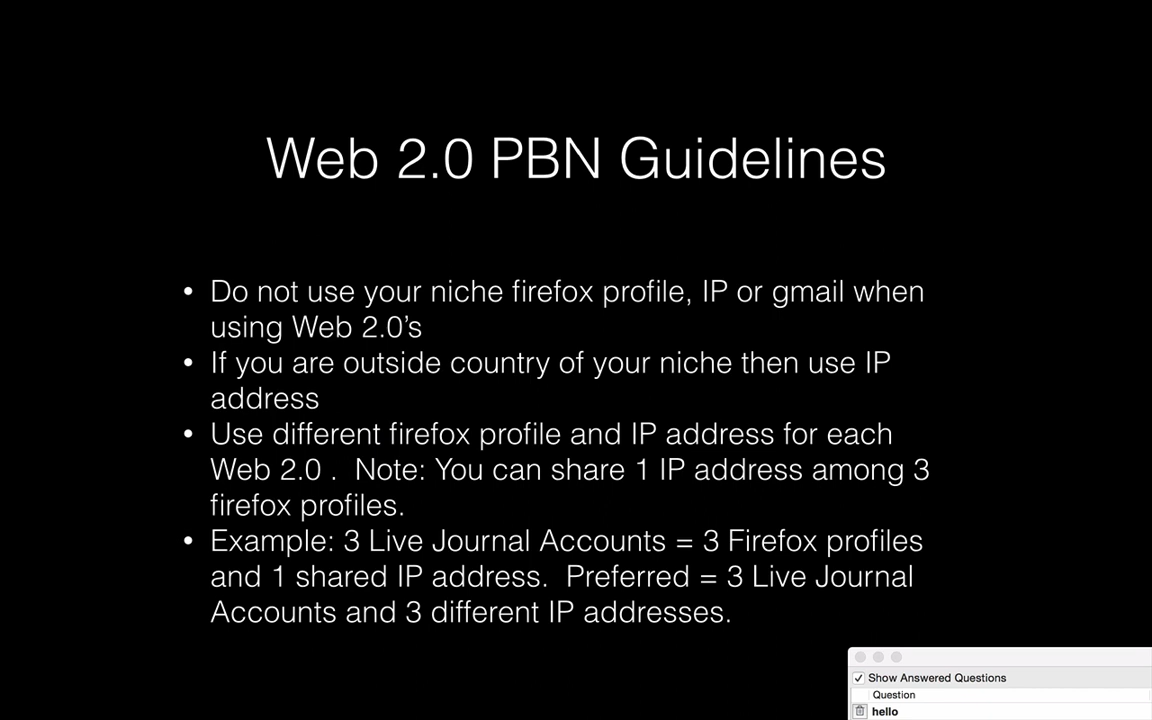 Web 2.0 PBN Guidelines
• Do not use your niche firefox profile, IP or gmail when
using Web 2.0’s
• If you are outside country of your niche then use IP
address
• Use different firefox profile and IP address for each
Web 2.0 .  Note: You can share 1 IP address among 3
firefox profiles.
• Example: 3 Live Journal Accounts = 3 Firefox profiles
and 1 shared IP address.  Preferred = 3 Live Journal
Accounts and 3 different IP addresses.
Show Answered Questions
Question
hello